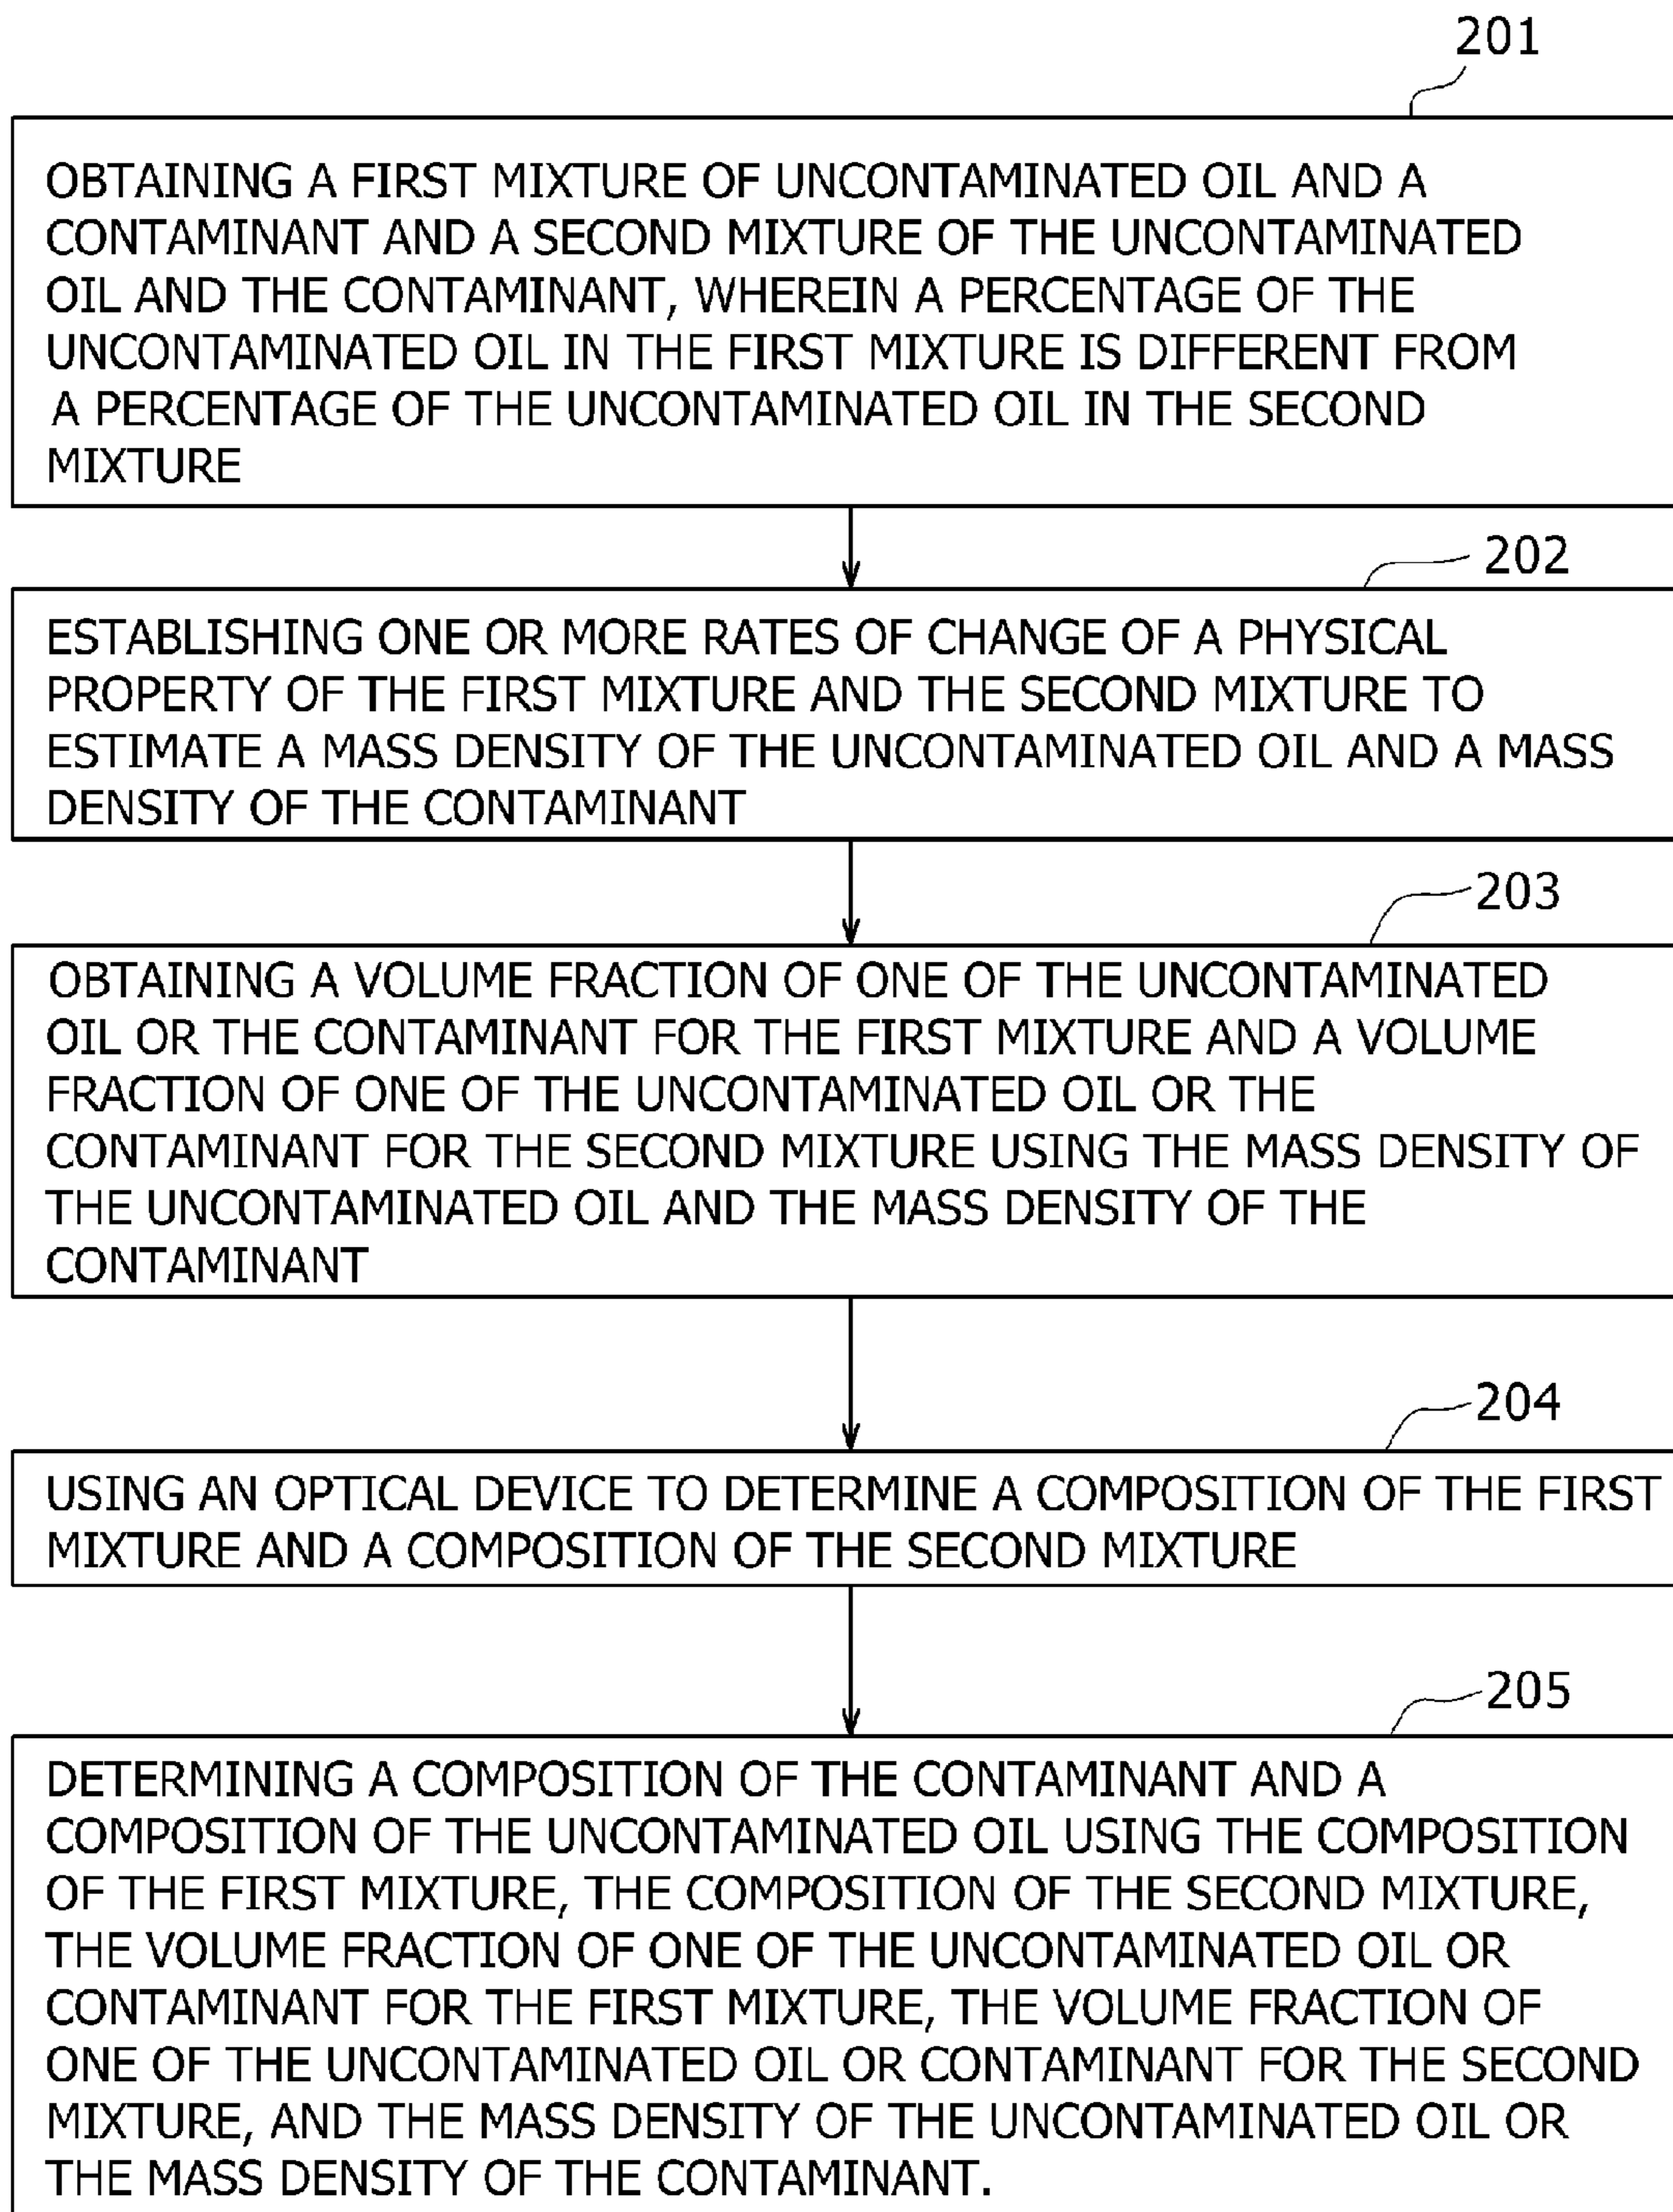 201
OBTAINING A FIRST MIXTURE OF UNCONTAMINATED OIL AND A
CONTAMINANT AND A SECOND MIXTURE OF THE UNCONTAMINATED
OIL AND THE CONTAMINANT, WHEREIN A PERCENTAGE OF THE
UNCONTAMINATED OIL IN THE FIRST MIXTURE IS DIFFERENT FROM
A PERCENTAGE OF THE UNCONTAMINATED OIL IN THE SECOND
MIXTURE
202
ESTABLISHING ONE OR MORE RATES OF CHANGE OF A PHYSICAL
PROPERTY OF THE FIRST MIXTURE AND THE SECOND MIXTURE TO
ESTIMATE A MASS DENSITY OF THE UNCONTAMINATED OIL AND A MASS
DENSITY OF THE CONTAMINANT
203
OBTAINING A VOLUME FRACTION OF ONE OF THE UNCONTAMINATED
OIL OR THE CONTAMINANT FOR THE FIRST MIXTURE AND A VOLUME
FRACTION OF ONE OF THE UNCONTAMINATED OIL OR THE
CONTAMINANT FOR THE SECOND MIXTURE USING THE MASS DENSITY OF
THE UNCONTAMINATED OIL AND THE MASS DENSITY OF THE
CONTAMINANT
204
USING AN OPTICAL DEVICE TO DETERMINE A COMPOSITION OF THE FIRST
MIXTURE AND A COMPOSITION OF THE SECOND MIXTURE
205
DETERMINING A COMPOSITION OF THE CONTAMINANT AND A
COMPOSITION OF THE UNCONTAMINATED OIL USING THE COMPOSITION
OF THE FIRST MIXTURE, THE COMPOSITION OF THE SECOND MIXTURE,
THE VOLUME FRACTION OF ONE OF THE UNCONTAMINATED OIL OR
CONTAMINANT FOR THE FIRST MIXTURE, THE VOLUME FRACTION OF
ONE OF THE UNCONTAMINATED OIL OR CONTAMINANT FOR THE SECOND
MIXTURE, AND THE MASS DENSITY OF THE UNCONTAMINATED OIL OR
THE MASS DENSITY OF THE CONTAMINANT.